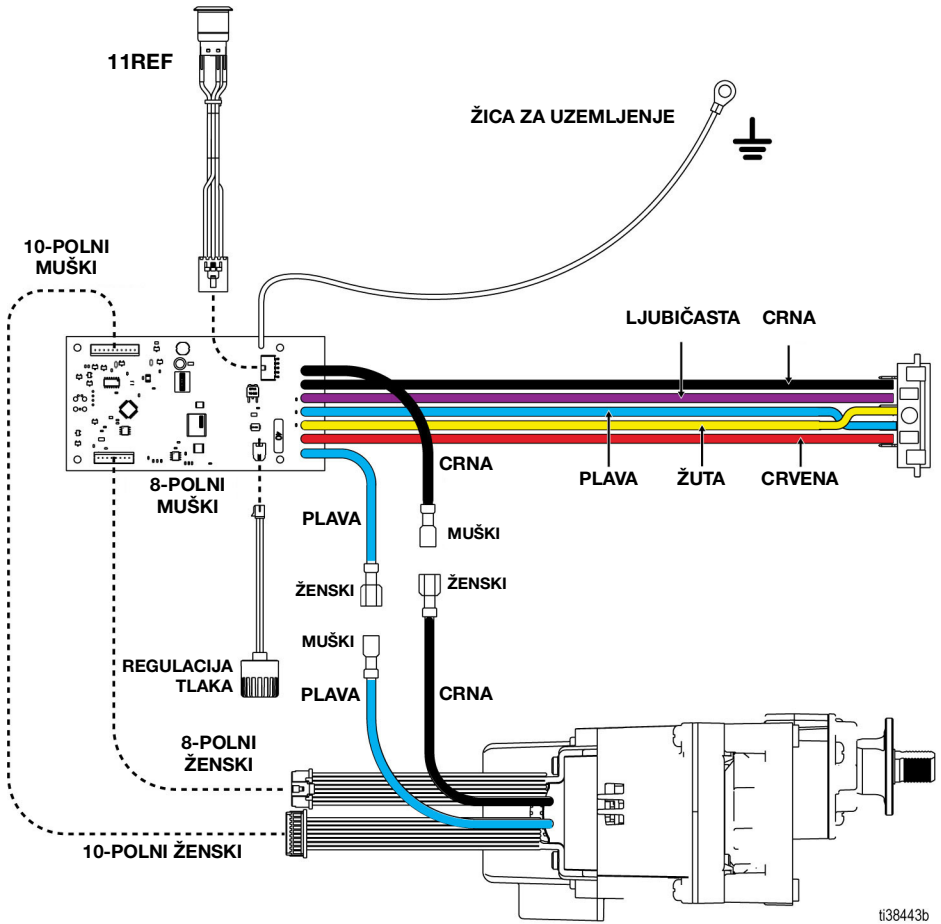 11REF
ŽICA ZA UZEMLJENJE
10-POLNI
MUŠKI
LJUBIČASTA
CRNA
CRNA
PLAVA
ŽUTA
CRVENA
8-POLNI
MUŠKI
PLAVA
MUŠKI
ŽENSKI
ŽENSKI
MUŠKI
REGULACIJA
TLAKA
PLAVA
CRNA
8-POLNI
ŽENSKI
10-POLNI ŽENSKI
ti38443b